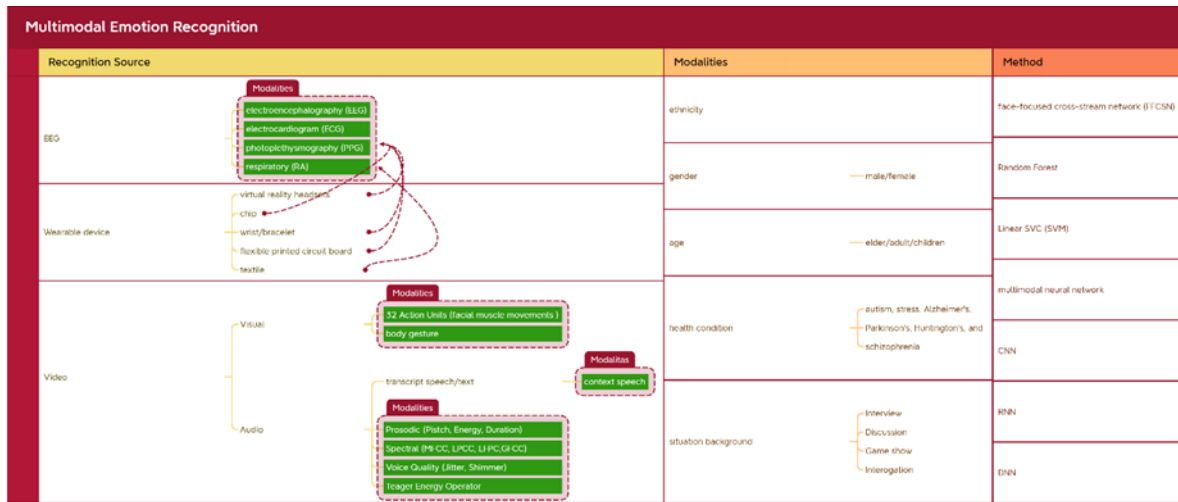 Multimodal Emotion Recognition
Recognition Source
Modalities
Method
EEG
Modalities
electroencephalography (EEG)
electrocardiogram (ECG)
photoplethysmography (PPG)
respiratory (RA)
Wearable device
virtual reality headsets
chip
wrist/bracelet
flexible printed circuit board
textile
Video
Visual
Modalities
32 Action Units (facial muscle movements )
body gesture
Audio
transcript speech/text
Modalitas
context speech
Modalities
Prosodic (Pistch, Energy, Duration)
Spectral (MFCC, LPCC, LFPC,GFCC)
Voice Quality (Jitter, Shimmer)
Teager Energy Operator
ethnicity
gender
male/female
age
elder/adult/children
health condition
autism, stress, Alzheimer's,
Parkinson's, Huntington's, and
schizophrenia
situation background
Interview
Discussion
Game show
Interogation
face-focused cross-stream network (FFCSN)
Random Forest
Linear SVC (SVM)
multimodal neural network
CNN
RNN
DNN